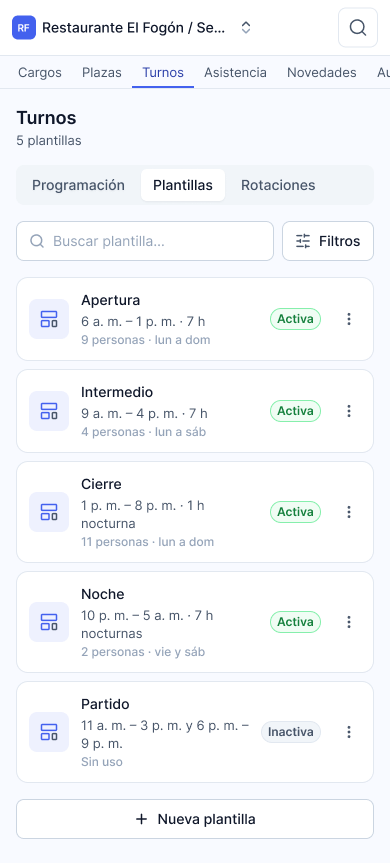 RF Restaurante El Fogón / Se...
Cargos Plazas Turnos Asistencia Novedades Au
Turnos
5 plantillas
Programación Plantillas Rotaciones
Buscar plantilla... Filtros
Apertura
6 a. m. – 1 p. m. · 7 h
9 personas · lun a dom
Activa
Intermedio
9 a. m. – 4 p. m. · 7 h
4 personas · lun a sáb
Activa
Cierre
1 p. m. – 8 p. m. · 1 h
nocturna
11 personas · lun a dom
Activa
Noche
10 p. m. – 5 a. m. · 7 h
nocturnas
2 personas · vie y sáb
Activa
Partido
11 a. m. – 3 p. m. y 6 p. m. –
9 p. m.
Sin uso
Inactiva
+ Nueva plantilla